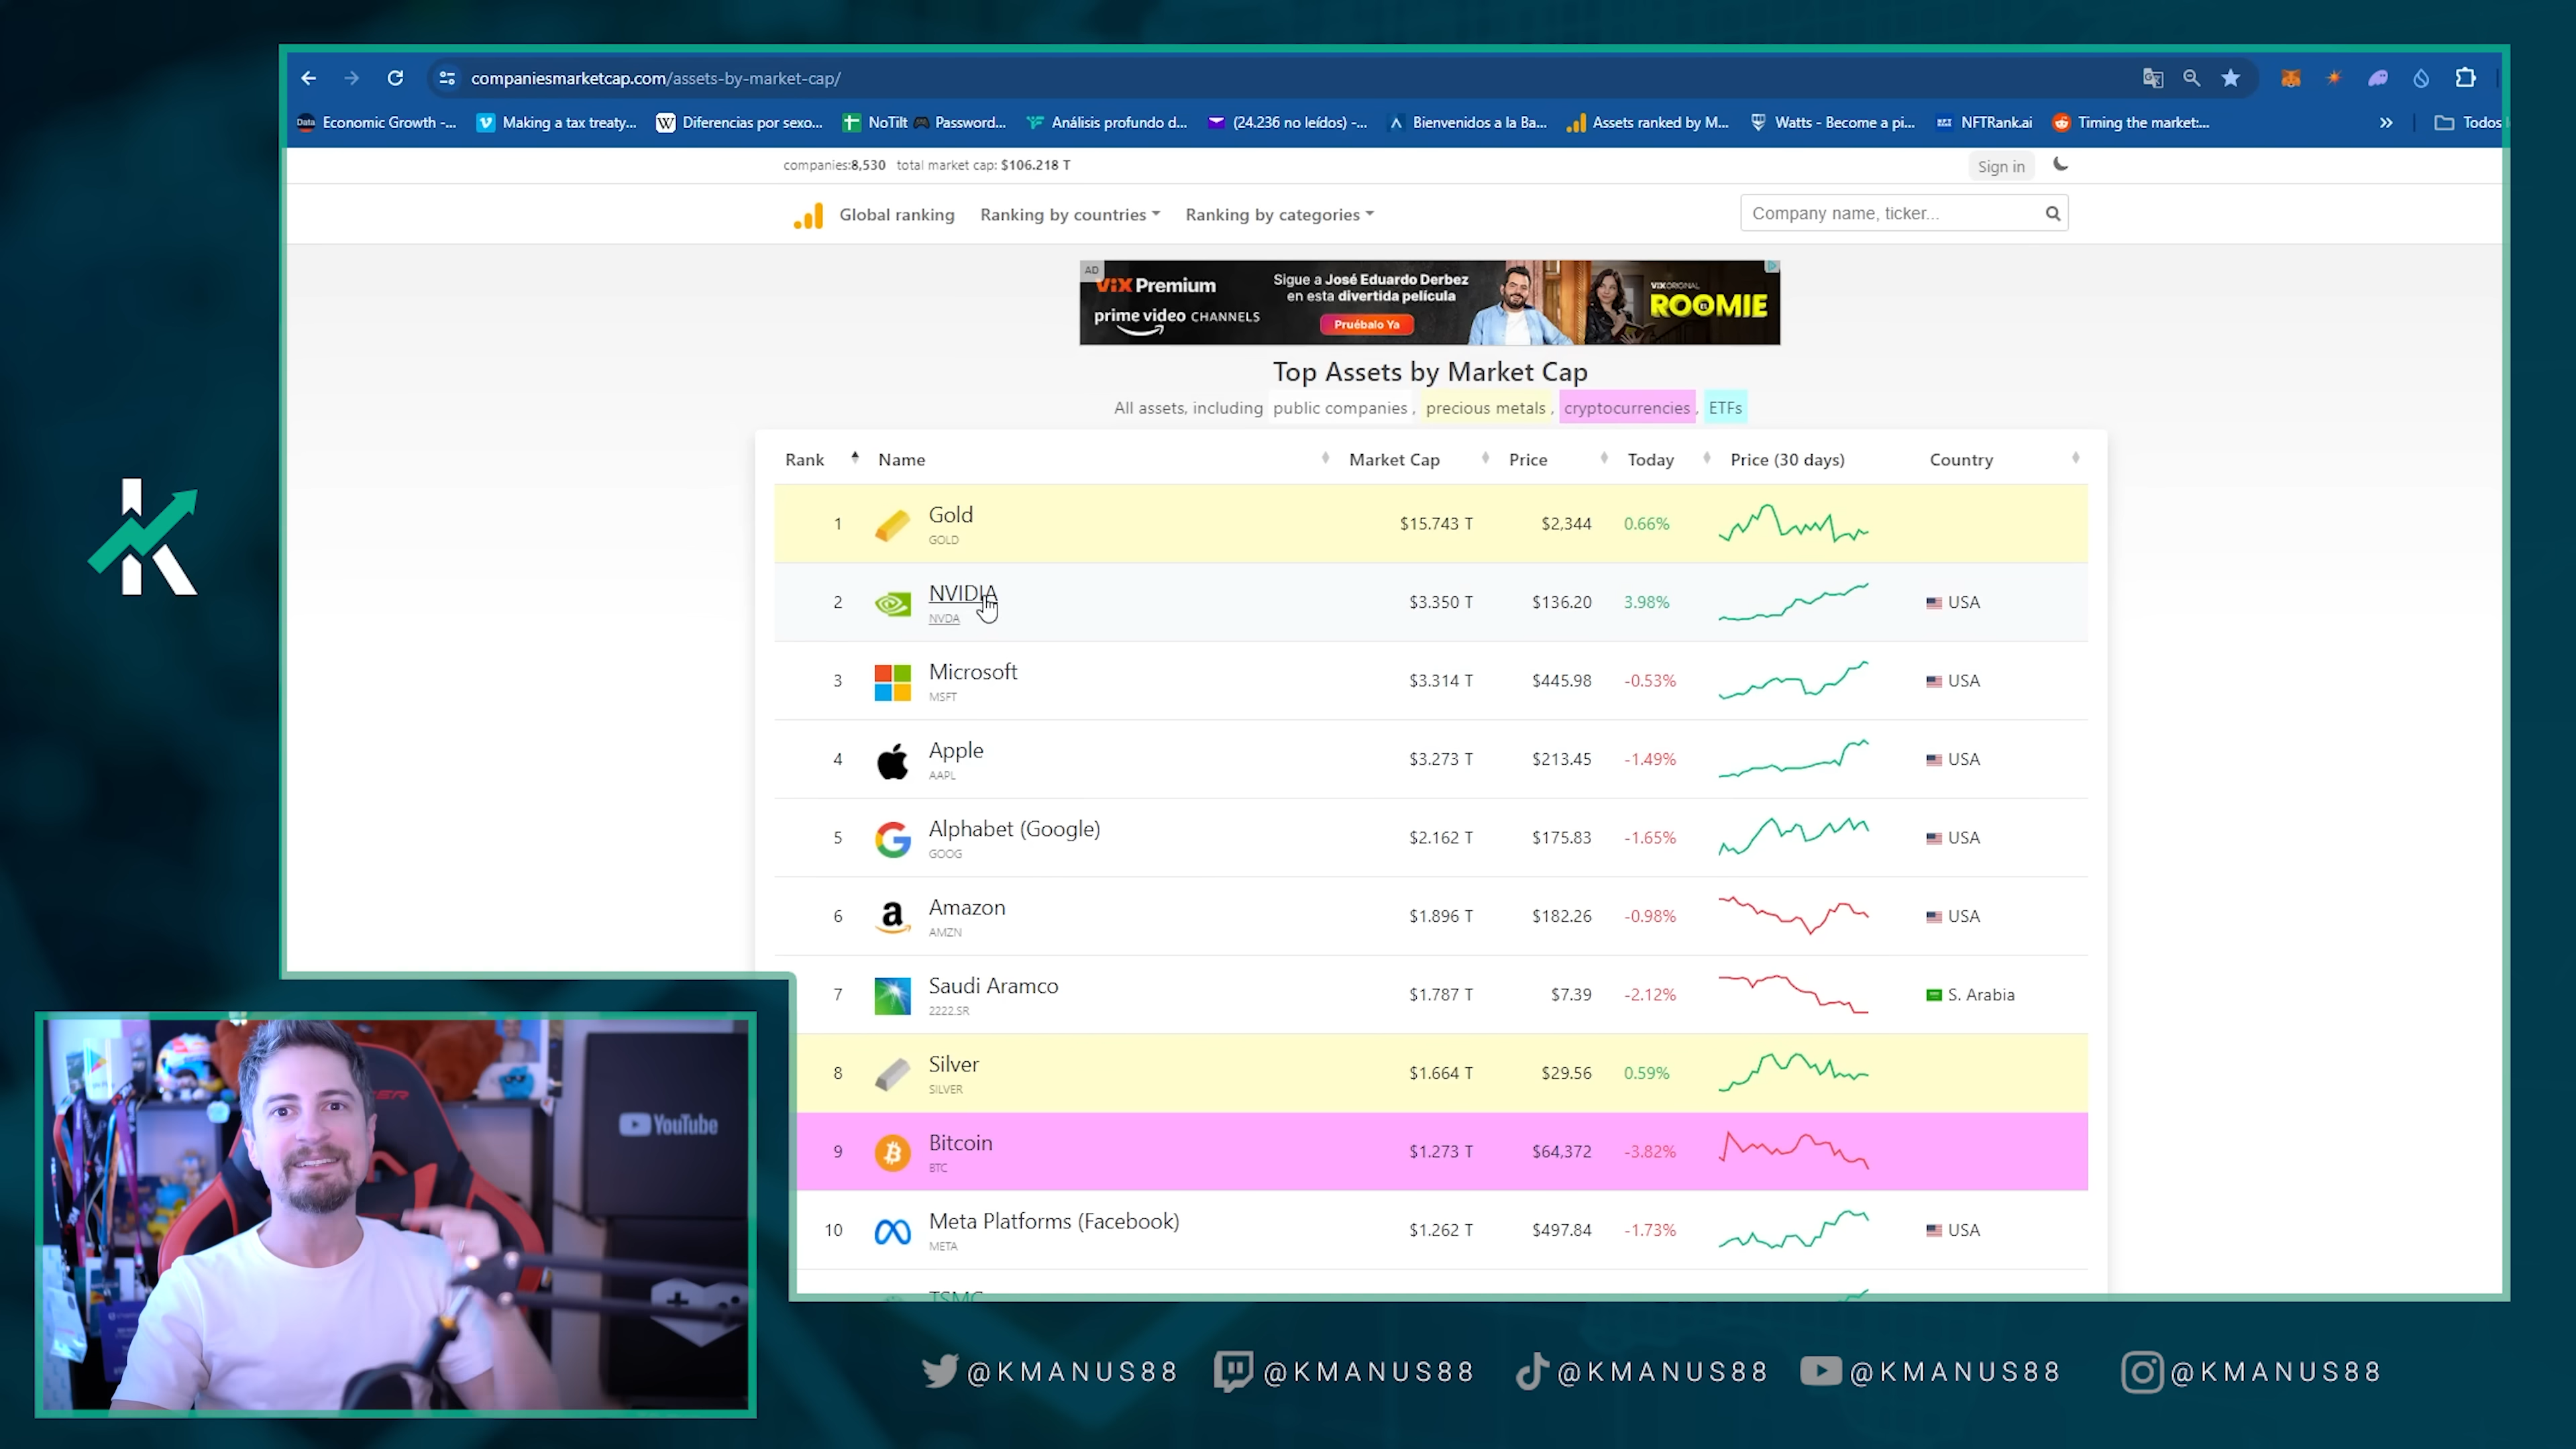 companiesmarketcap.com/assets-by-market-cap/
Economic Growth -... Making a tax treaty... Diferencias por sexo... NoTilt 🎮 Password... Análisis profundo d... (24.236 no leídos) -... Bienvenidos a la Ba... Assets ranked by M... Watts - Become a pi... NFTRank.ai Timing the market:... » Todos
companies:8,530 total market cap: $106.218 T Sign in
Global ranking Ranking by countries Ranking by categories Company name, ticker...
AD
ViX Premium
prime video CHANNELS
Sigue a José Eduardo Derbez
en esta divertida película
Pruébalo Ya
VIX ORIGINAL
ROOMIE
Top Assets by Market Cap
All assets, including public companies, precious metals, cryptocurrencies, ETFs
Rank Name Market Cap Price Today Price (30 days) Country
1 Gold $15.743 T $2,344 0.66%
GOLD
2 NVIDIA $3.350 T $136.20 3.98% USA
NVDA
3 Microsoft $3.314 T $445.98 -0.53% USA
MSFT
4 Apple $3.273 T $213.45 -1.49% USA
AAPL
5 Alphabet (Google) $2.162 T $175.83 -1.65% USA
GOOG
6 Amazon $1.896 T $182.26 -0.98% USA
AMZN
7 Saudi Aramco $1.787 T $7.39 -2.12% S. Arabia
2222.SR
8 Silver $1.664 T $29.56 0.59%
SILVER
9 Bitcoin $1.273 T $64,372 -3.82%
BTC
10 Meta Platforms (Facebook) $1.262 T $497.84 -1.73% USA
META
TSMC
YouTube
@KMANUS88 @KMANUS88 @KMANUS88 @KMANUS88 @KMANUS88